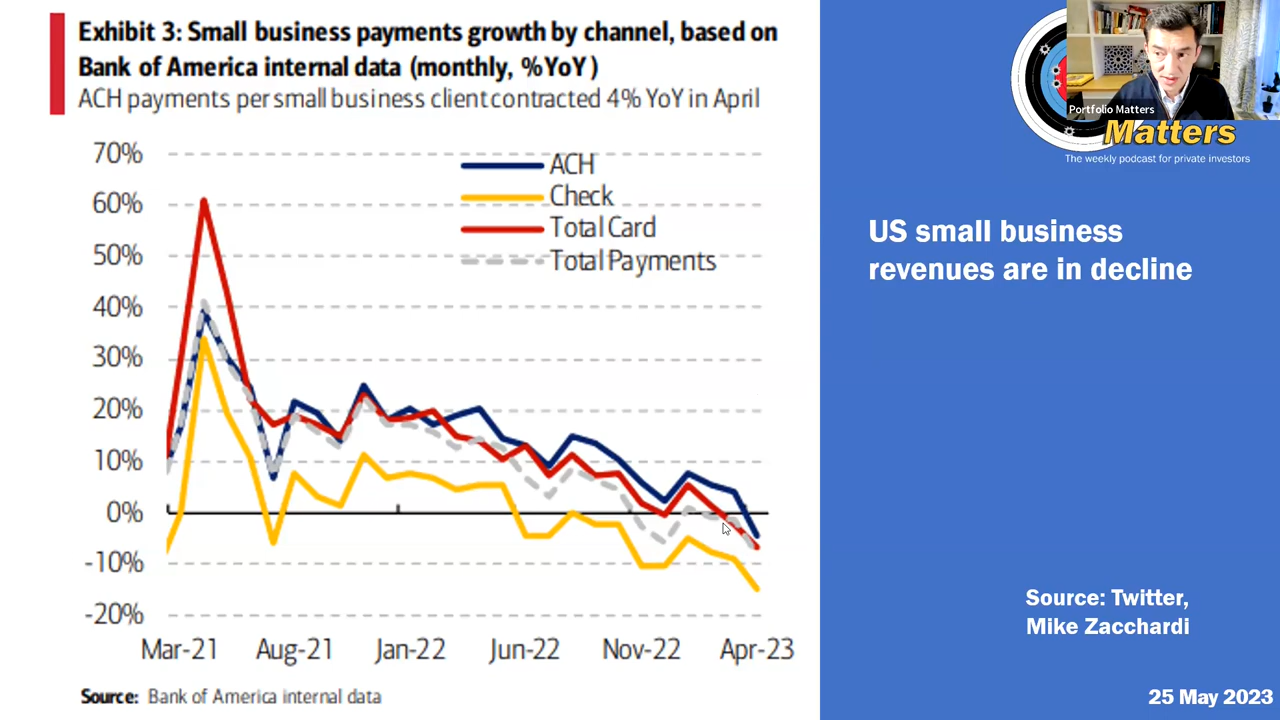 Exhibit 3: Small business payments growth by channel, based on
Bank of America internal data (monthly, %YoY)
ACH payments per small business client contracted 4% YoY in April
70%
60%
50%
40%
30%
20%
10%
0%
-10%
-20%
ACH
Check
Total Card
Total Payments
Mar-21 Aug-21 Jan-22 Jun-22 Nov-22 Apr-23
Source: Bank of America internal data
Portfolio Matters
Matters
The weekly podcast for private investors
US small business
revenues are in decline
Source: Twitter,
Mike Zacchardi
25 May 2023